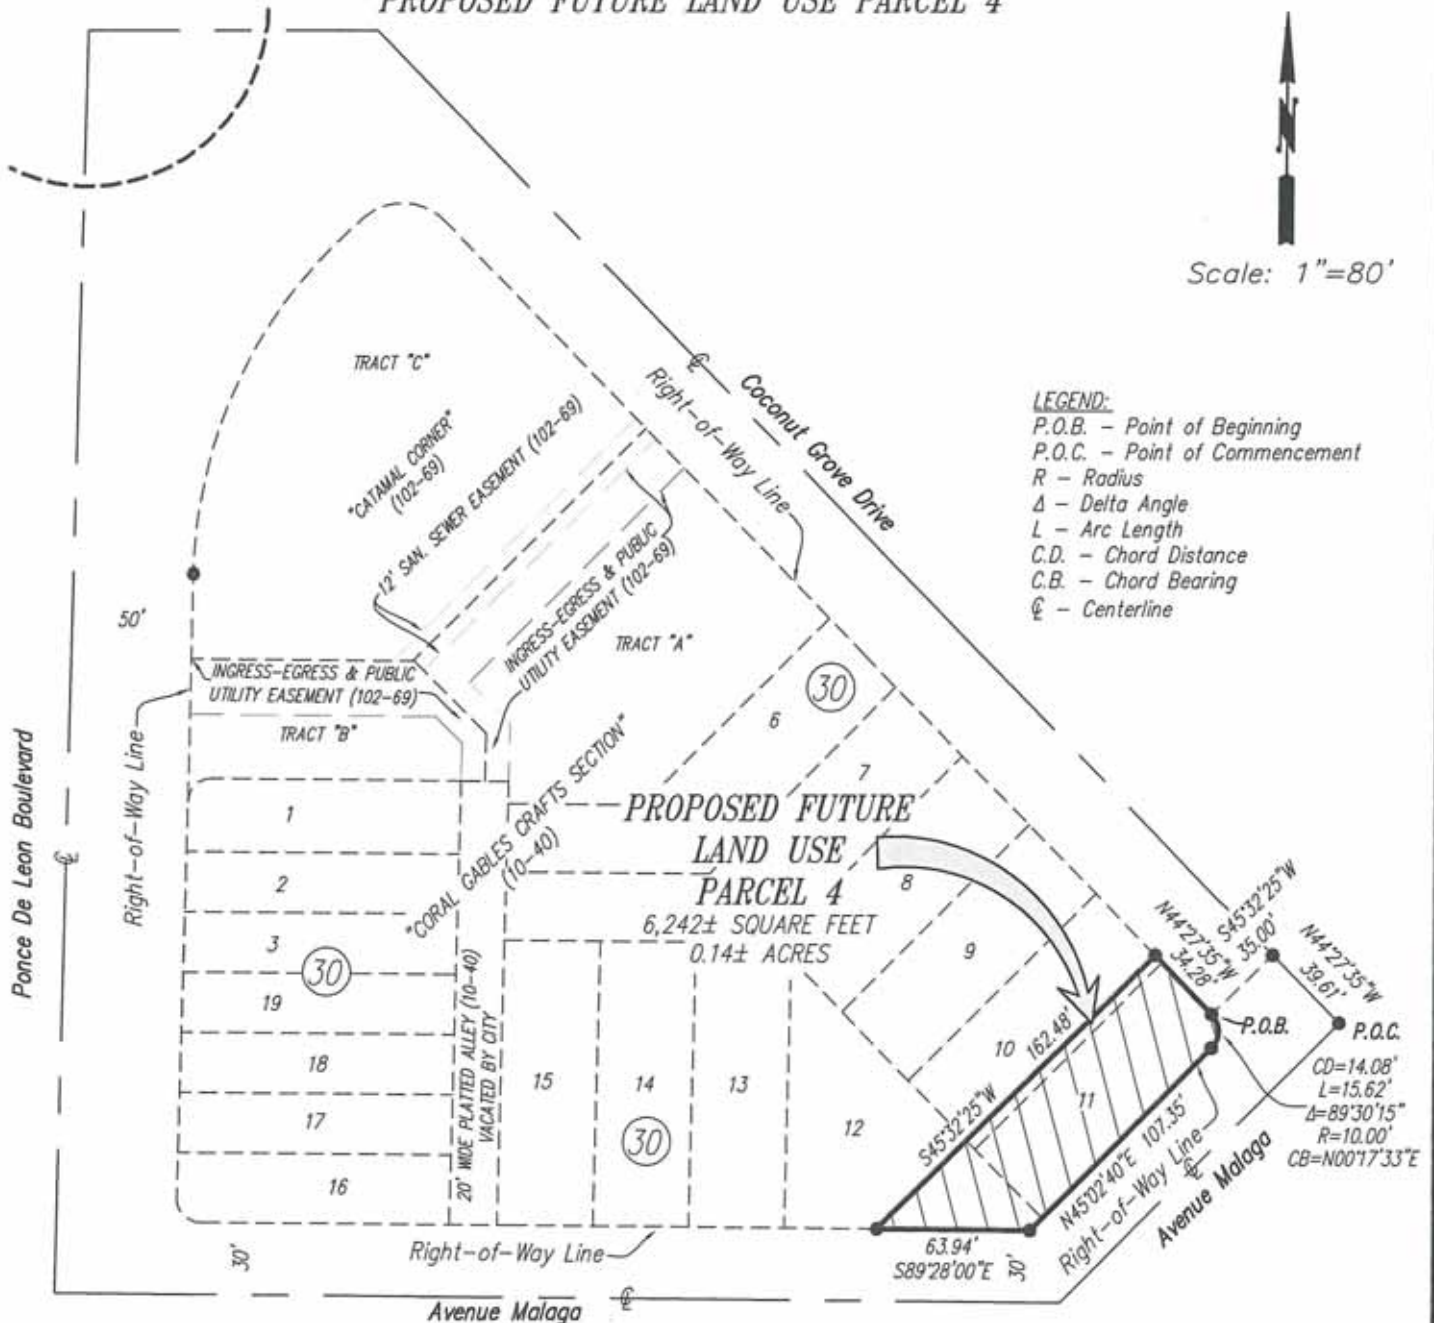 PROPOSED FUTURE LAND USE PARCEL 4
N
Scale: 1"=80'
LEGEND:
P.O.B. – Point of Beginning
P.O.C. – Point of Commencement
R – Radius
Δ – Delta Angle
L – Arc Length
C.D. – Chord Distance
C.B. – Chord Bearing
℄ – Centerline
TRACT "C"
"CATAMAL CORNER"
(102-69)
12' SAN. SEWER EASEMENT (102-69)
INGRESS-EGRESS & PUBLIC
UTILITY EASEMENT (102-69)
Right-of-Way Line
℄
Coconut Grove Drive
TRACT "A"
50'
INGRESS-EGRESS & PUBLIC
UTILITY EASEMENT (102-69)
TRACT "B"
Ponce De Leon Boulevard
℄
Right-of-Way Line
"CORAL GABLES CRAFTS SECTION"
(10-40)
30
6
7
8
9
10
11
PROPOSED FUTURE
LAND USE
PARCEL 4
6,242± SQUARE FEET
0.14± ACRES
1
2
3
30
19
18
17
16
20' WIDE PLATTED ALLEY (10-40)
VACATED BY CITY
15
14
30
13
12
N44°27'35"W
34.28'
S45°32'25"W
35.00'
N44°27'35"W
39.61'
P.O.B.
P.O.C.
CD=14.08'
L=15.62'
Δ=89°30'15"
R=10.00'
CB=N00°17'33"E
S45°32'25"W 162.48'
N45°02'40"E 107.35'
Right-of-Way Line
℄
Avenue Malaga
63.94'
S89°28'00"E
30'
30'
Right-of-Way Line
Avenue Malaga
℄